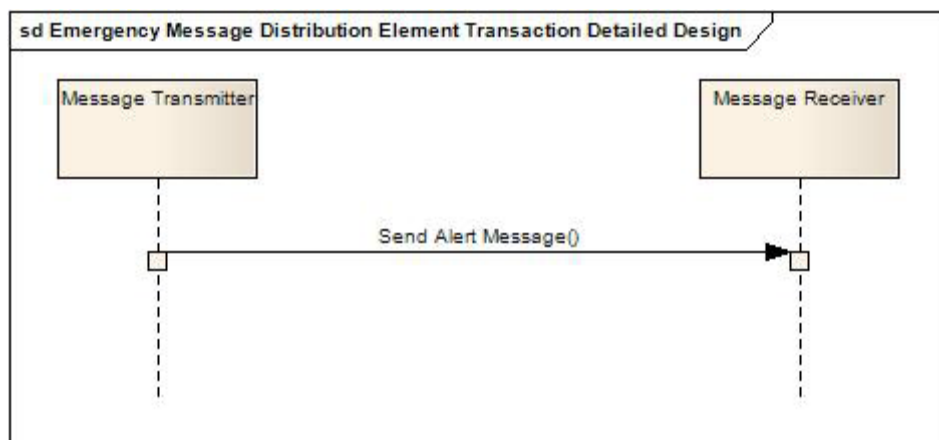 sd Emergency Message Distribution Element Transaction Detailed Design
Message Transmitter
Message Receiver
Send Alert Message()